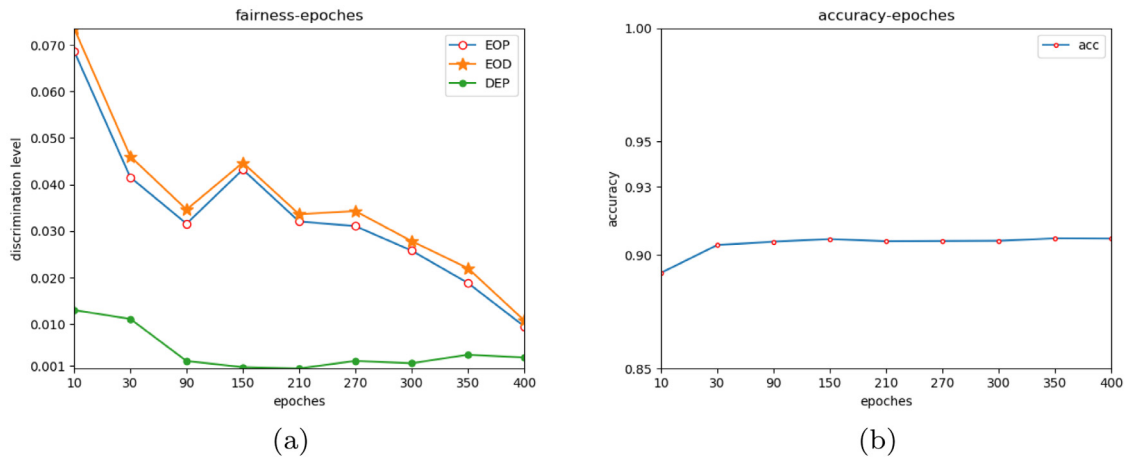 fairness-epoches
discrimination level
0.070
0.060
0.050
0.040
0.030
0.020
0.010
0.001
EOP
EOD
DEP
10 30 90 150 210 270 300 350 400
epoches
(a)
accuracy-epoches
accuracy
1.00
0.95
0.93
0.90
0.85
acc
10 30 90 150 210 270 300 350 400
epoches
(b)